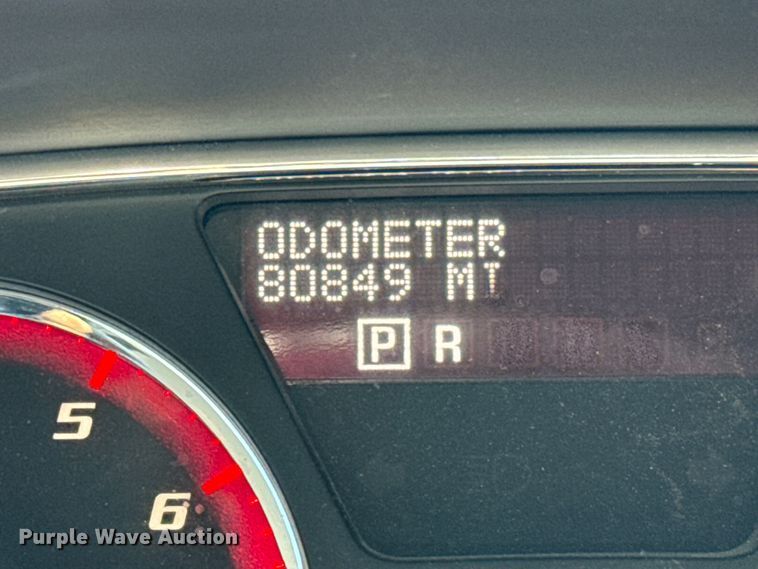 ODOMETER
80849 MI
P R
5
6
Purple Wave Auction